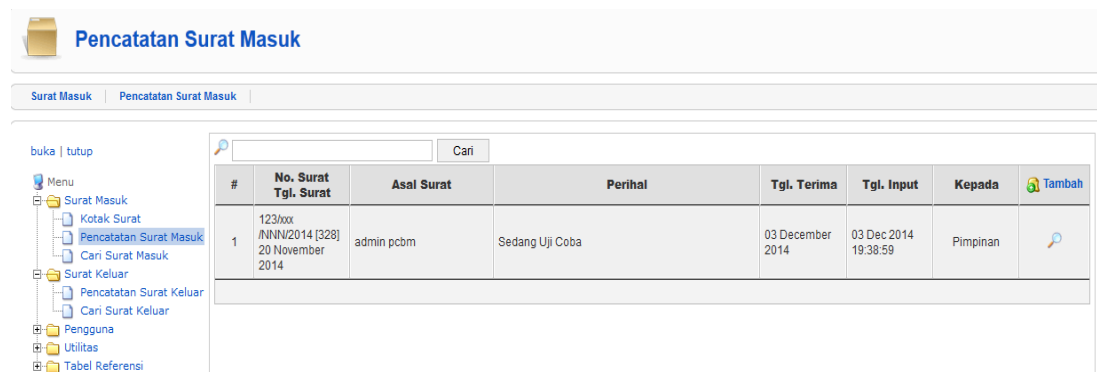 Pencatatan Surat Masuk
Surat Masuk | Pencatatan Surat Masuk |
buka | tutup
Menu
Surat Masuk
Kotak Surat
Pencatatan Surat Masuk
Cari Surat Masuk
Surat Keluar
Pencatatan Surat Keluar
Cari Surat Keluar
Pengguna
Utilitas
Tabel Referensi
Cari
# No. Surat Asal Surat Perihal Tgl. Terima Tgl. Input Kepada Tambah
Tgl. Surat
123/xxx
/NNN/2014 [328] 03 December 03 Dec 2014
1 20 November admin pcbm Sedang Uji Coba 2014 19:38:59 Pimpinan
2014